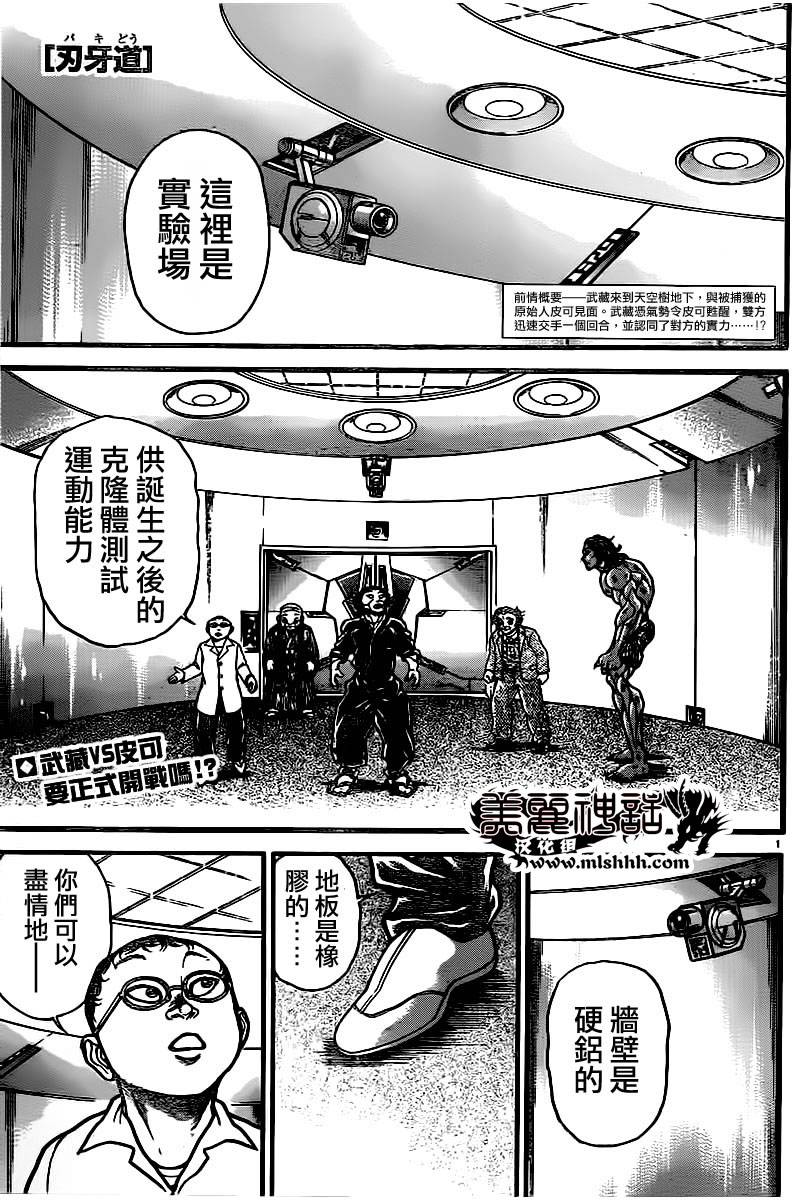 バキどう
[刃牙道]
這裡是
實驗場
前情概要——武藏來到天空樹地下，與被捕獲的
原始人皮可見面。武藏憑氣勢令皮可甦醒，雙方
迅速交手一個回合，並認同了對方的實力……!?
供誕生之後的
克隆體測試
運動能力
武藏VS皮可
要正式開戰嗎!?
美麗神話
汉化组
www.mlshhh.com
1
牆壁是
硬鋁的
地板是橡
膠的……
你們可以
盡情地——